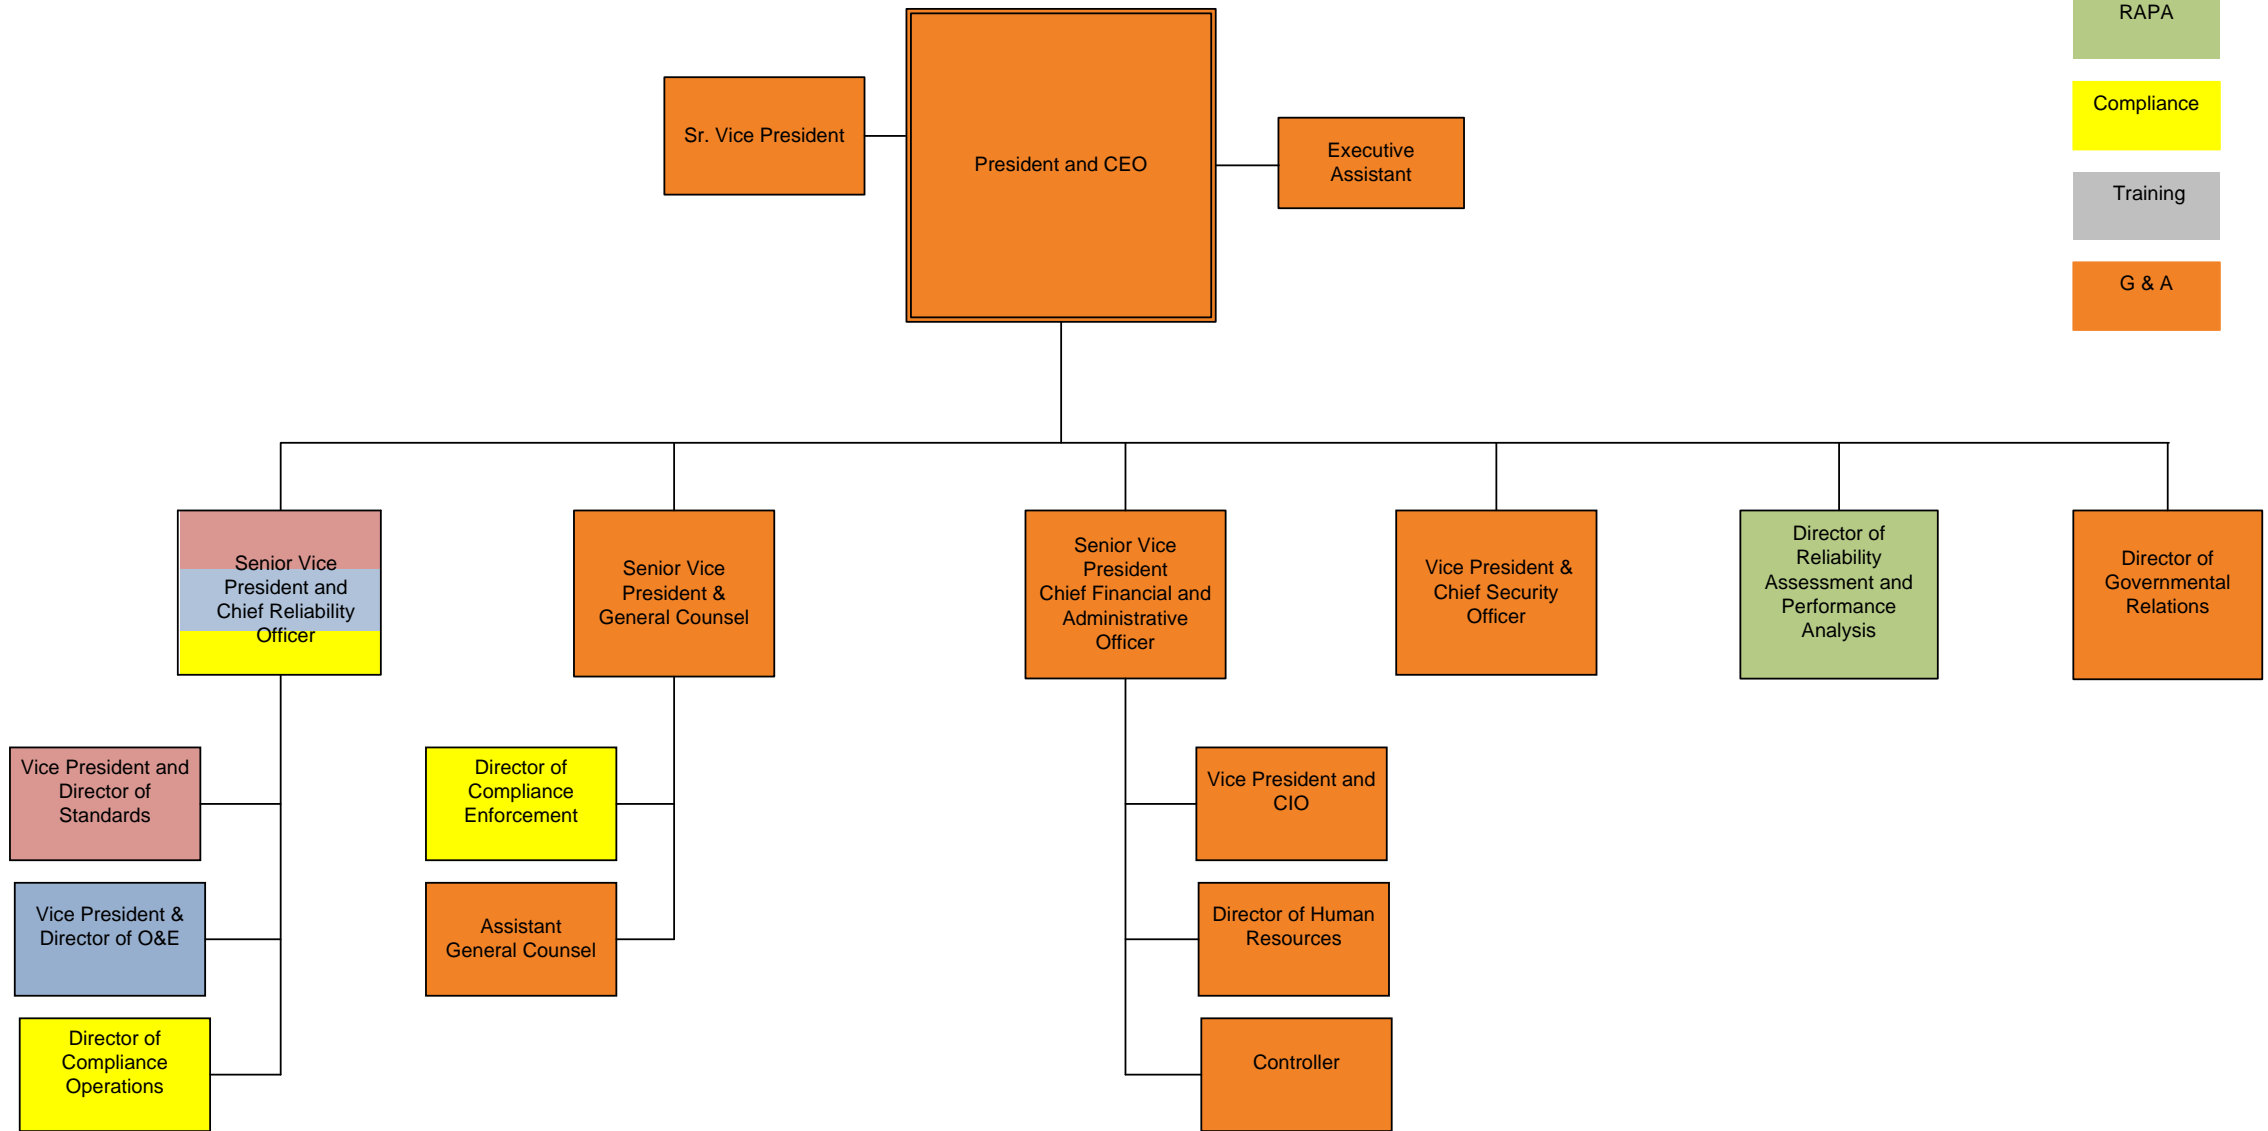 RAPA
Compliance
Training
G & A
Sr. Vice President
President and CEO
Executive
Assistant
Senior Vice
President and
Chief Reliability
Officer
Senior Vice
President &
General Counsel
Senior Vice
President
Chief Financial and
Administrative
Officer
Vice President &
Chief Security
Officer
Director of
Reliability
Assessment and
Performance
Analysis
Director of
Governmental
Relations
Vice President and
Director of
Standards
Vice President &
Director of O&E
Director of
Compliance
Operations
Director of
Compliance
Enforcement
Assistant
General Counsel
Vice President and
CIO
Director of Human
Resources
Controller